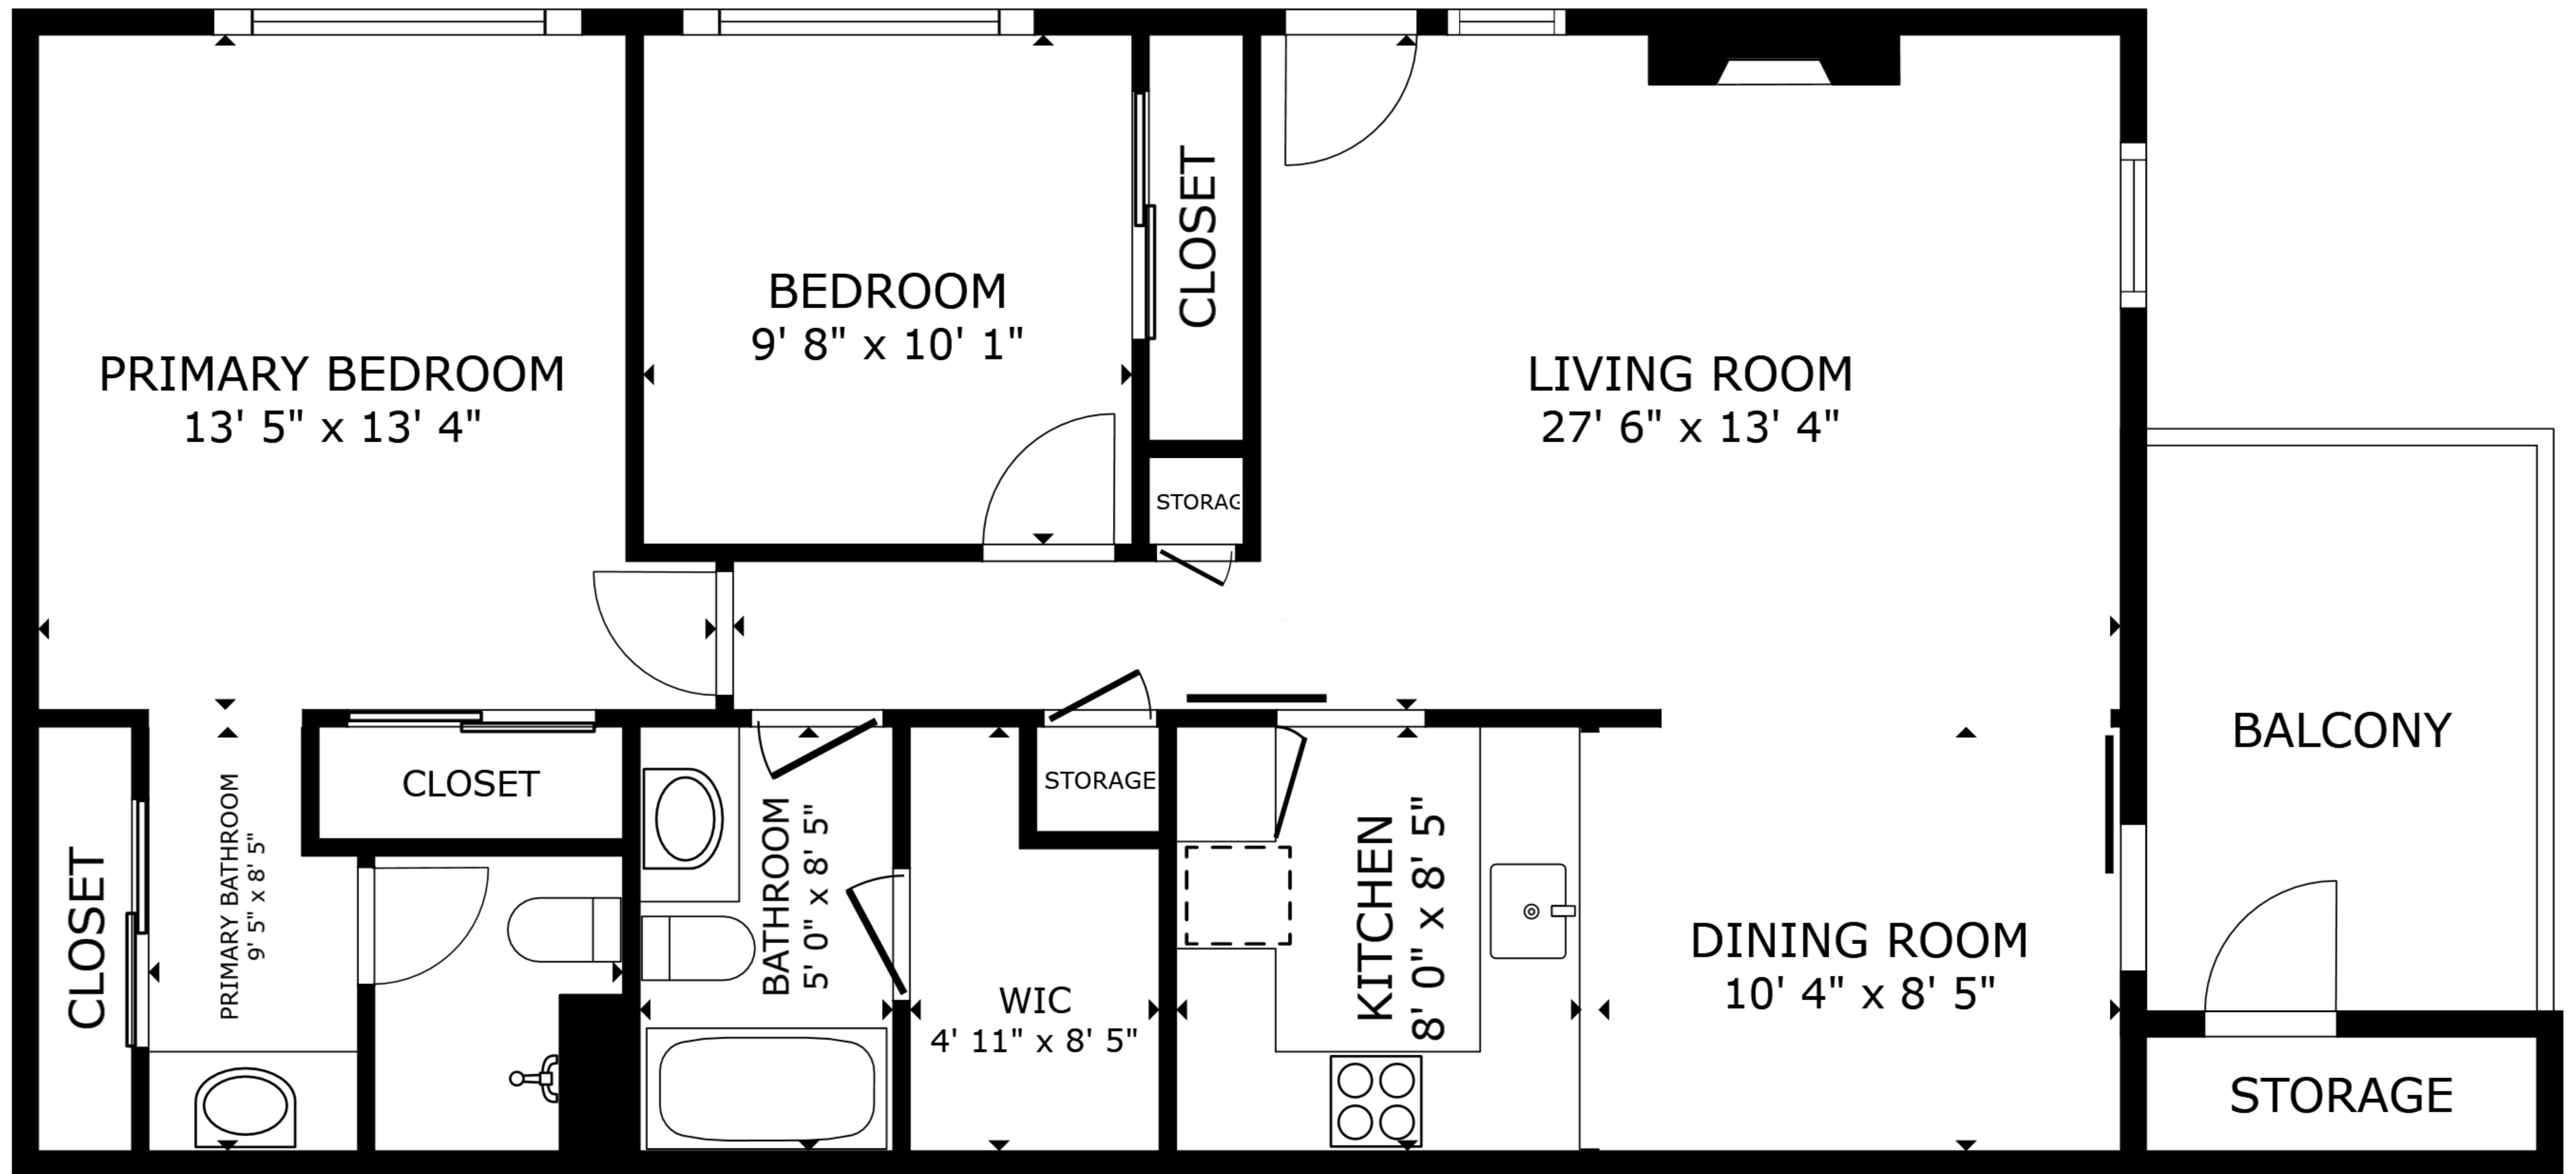 PRIMARY BEDROOM
13' 5" x 13' 4"
BEDROOM
9' 8" x 10' 1"
CLOSET
STORAG
LIVING ROOM
27' 6" x 13' 4"
BALCONY
CLOSET
PRIMARY BATHROOM
9' 5" x 8' 5"
CLOSET
BATHROOM
5' 0" x 8' 5"
STORAGE
WIC
4' 11" x 8' 5"
KITCHEN
8' 0" x 8' 5"
DINING ROOM
10' 4" x 8' 5"
STORAGE